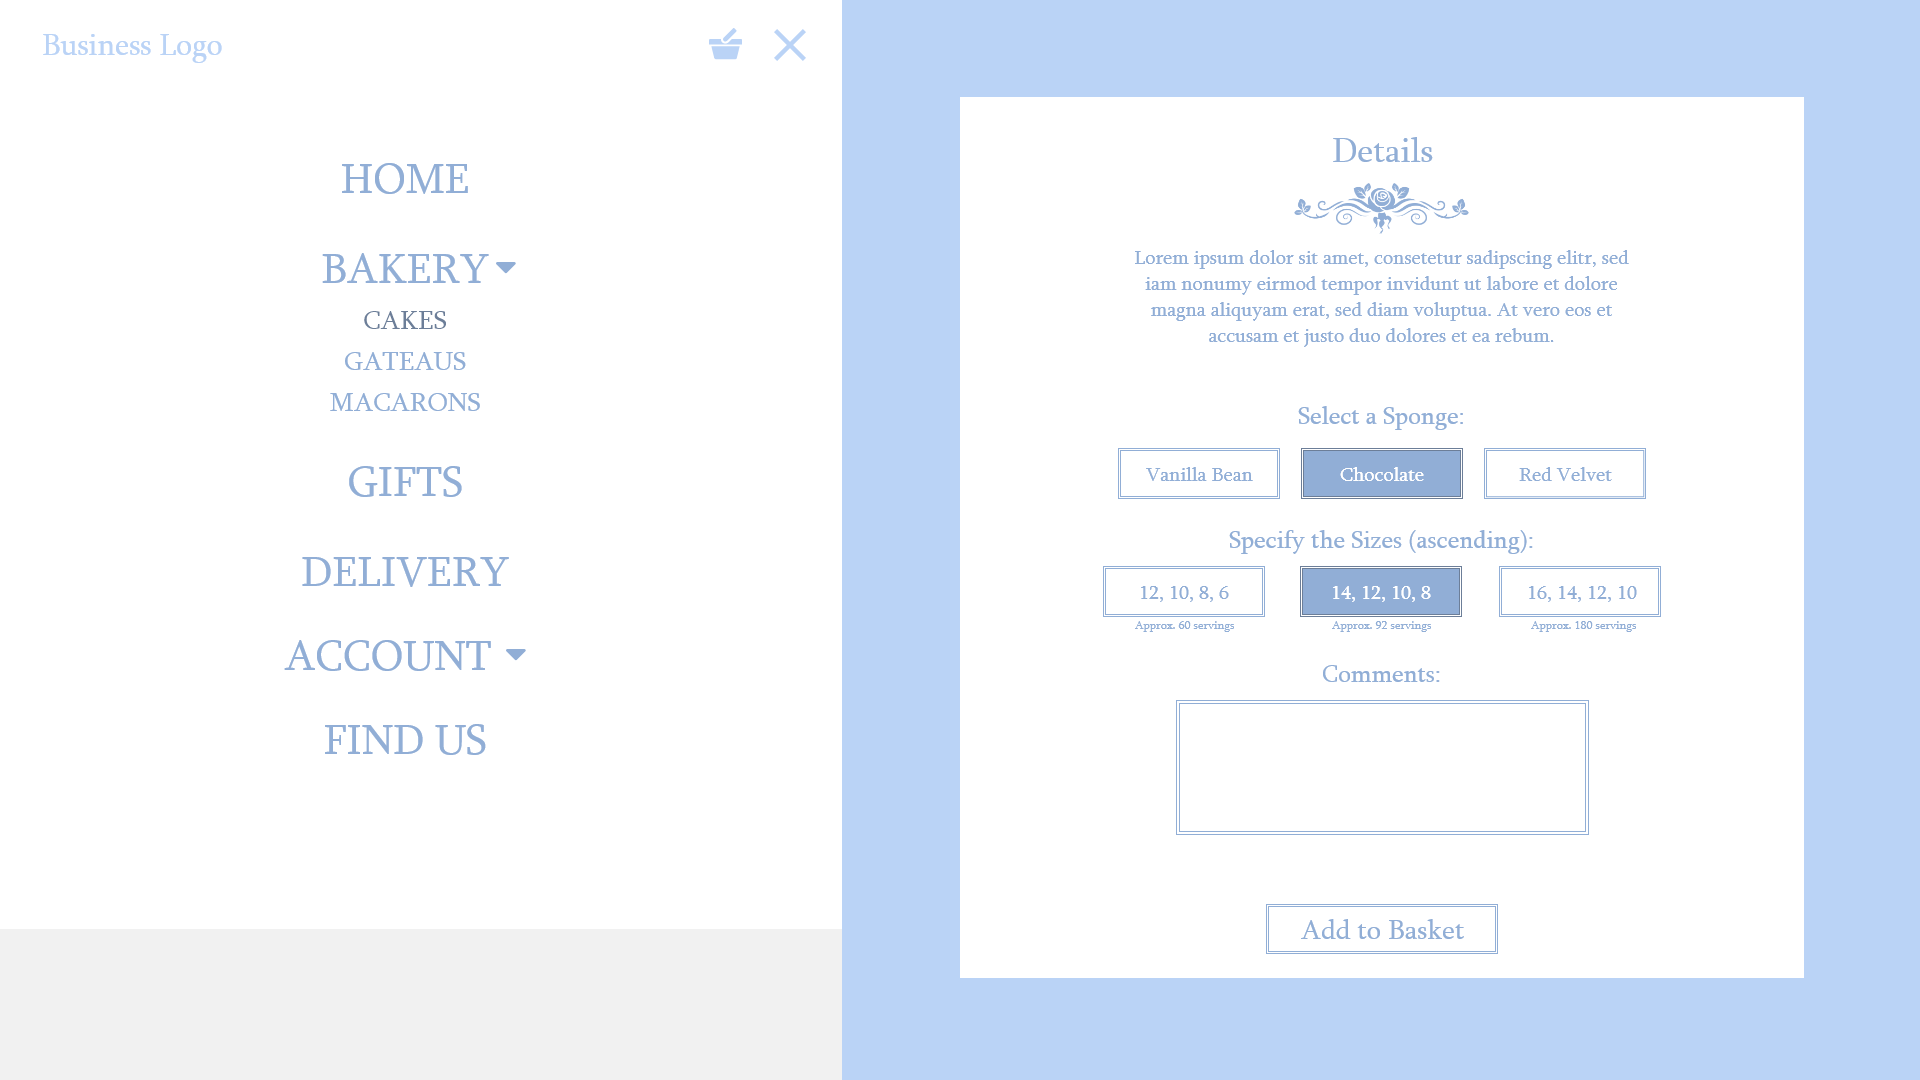 Business Logo
HOME
BAKERY
CAKES
GATEAUS
MACARONS
GIFTS
DELIVERY
ACCOUNT
FIND US
Details
Lorem ipsum dolor sit amet, consetetur sadipscing elitr, sed
iam nonumy eirmod tempor invidunt ut labore et dolore
magna aliquyam erat, sed diam voluptua. At vero eos et
accusam et justo duo dolores et ea rebum.
Select a Sponge:
Vanilla Bean
Chocolate
Red Velvet
Specify the Sizes (ascending):
12, 10, 8, 6
14, 12, 10, 8
16, 14, 12, 10
Approx. 60 servings
Approx. 92 servings
Approx. 180 servings
Comments:
Add to Basket